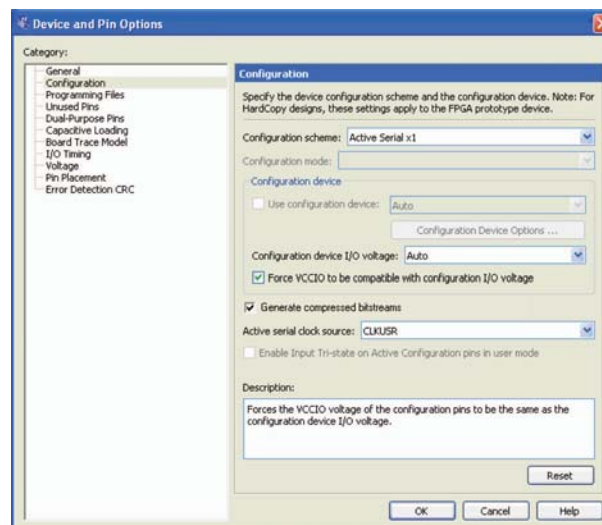 Device and Pin Options
Category:
General
Configuration
Programming Files
Unused Pins
Dual-Purpose Pins
Capacitive Loading
Board Trace Model
I/O Timing
Voltage
Pin Placement
Error Detection CRC
Configuration
Specify the device configuration scheme and the configuration device. Note: For
HardCopy designs, these settings apply to the FPGA prototype device.
Configuration scheme: Active Serial x1
Configuration mode:
Configuration device
Use configuration device: Auto
Configuration Device Options ...
Configuration device I/O voltage: Auto
Force VCCIO to be compatible with configuration I/O voltage
Generate compressed bitstreams
Active serial clock source: CLKUSR
Enable Input Tri-state on Active Configuration pins in user mode
Description:
Forces the VCCIO voltage of the configuration pins to be the same as the
configuration device I/O voltage.
Reset
OK Cancel Help